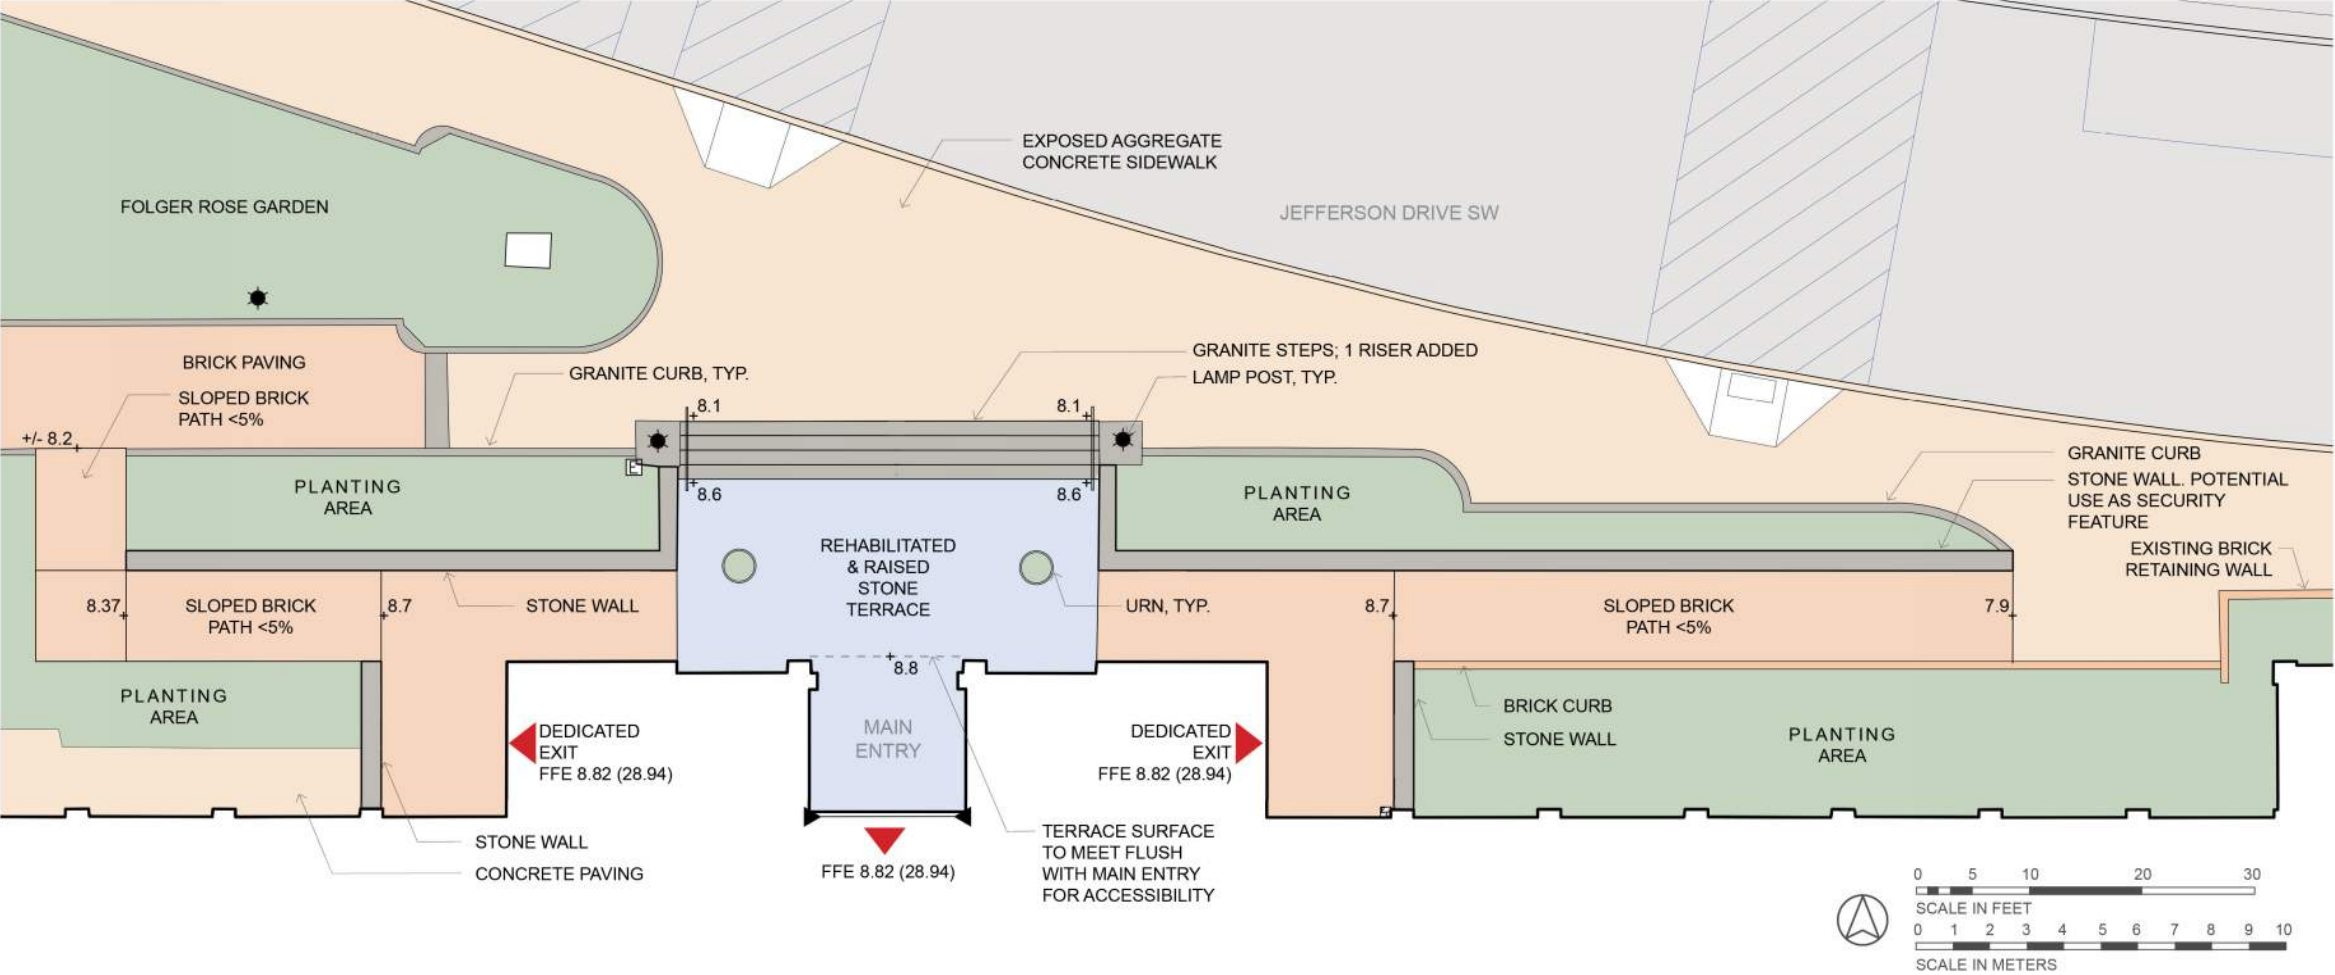 EXPOSED AGGREGATE
CONCRETE SIDEWALK
FOLGER ROSE GARDEN
JEFFERSON DRIVE SW
BRICK PAVING
SLOPED BRICK
PATH <5%
+/- 8.2
GRANITE CURB, TYP.
GRANITE STEPS; 1 RISER ADDED
LAMP POST, TYP.
8.1
8.1
8.6
8.6
E
PLANTING
AREA
PLANTING
AREA
GRANITE CURB
STONE WALL. POTENTIAL
USE AS SECURITY
FEATURE
EXISTING BRICK
RETAINING WALL
REHABILITATED
& RAISED
STONE
TERRACE
8.37
SLOPED BRICK
PATH <5%
8.7
STONE WALL
URN, TYP.
8.7
SLOPED BRICK
PATH <5%
7.9
8.8
PLANTING
AREA
DEDICATED
EXIT
FFE 8.82 (28.94)
MAIN
ENTRY
DEDICATED
EXIT
FFE 8.82 (28.94)
BRICK CURB
STONE WALL
PLANTING
AREA
STONE WALL
CONCRETE PAVING
FFE 8.82 (28.94)
TERRACE SURFACE
TO MEET FLUSH
WITH MAIN ENTRY
FOR ACCESSIBILITY
0 5 10 20 30
SCALE IN FEET
0 1 2 3 4 5 6 7 8 9 10
SCALE IN METERS